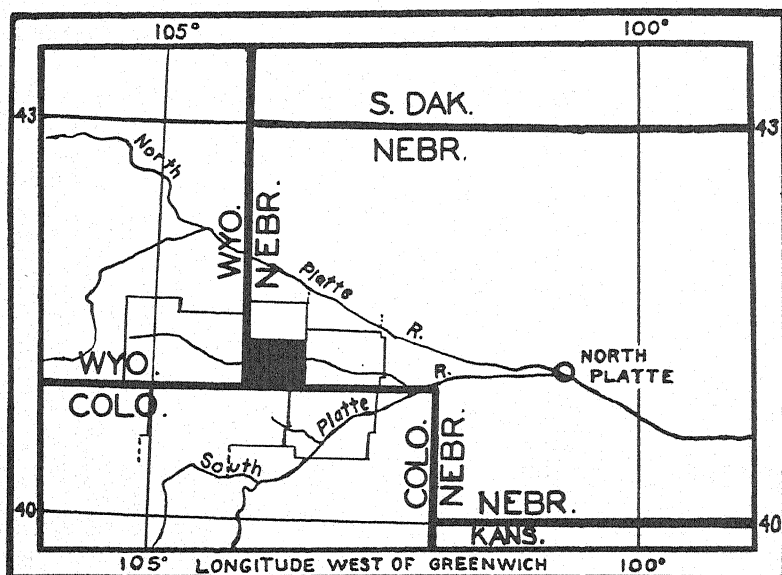 105° 100°
43 S. DAK. 43
NEBR.
North
WYO.
NEBR.
Platte
R.
NORTH
PLATTE
WYO. R.
COLO.
Platte
South
COLO.
NEBR.
40 NEBR. 40
KANS.
105° LONGITUDE WEST OF GREENWICH 100°